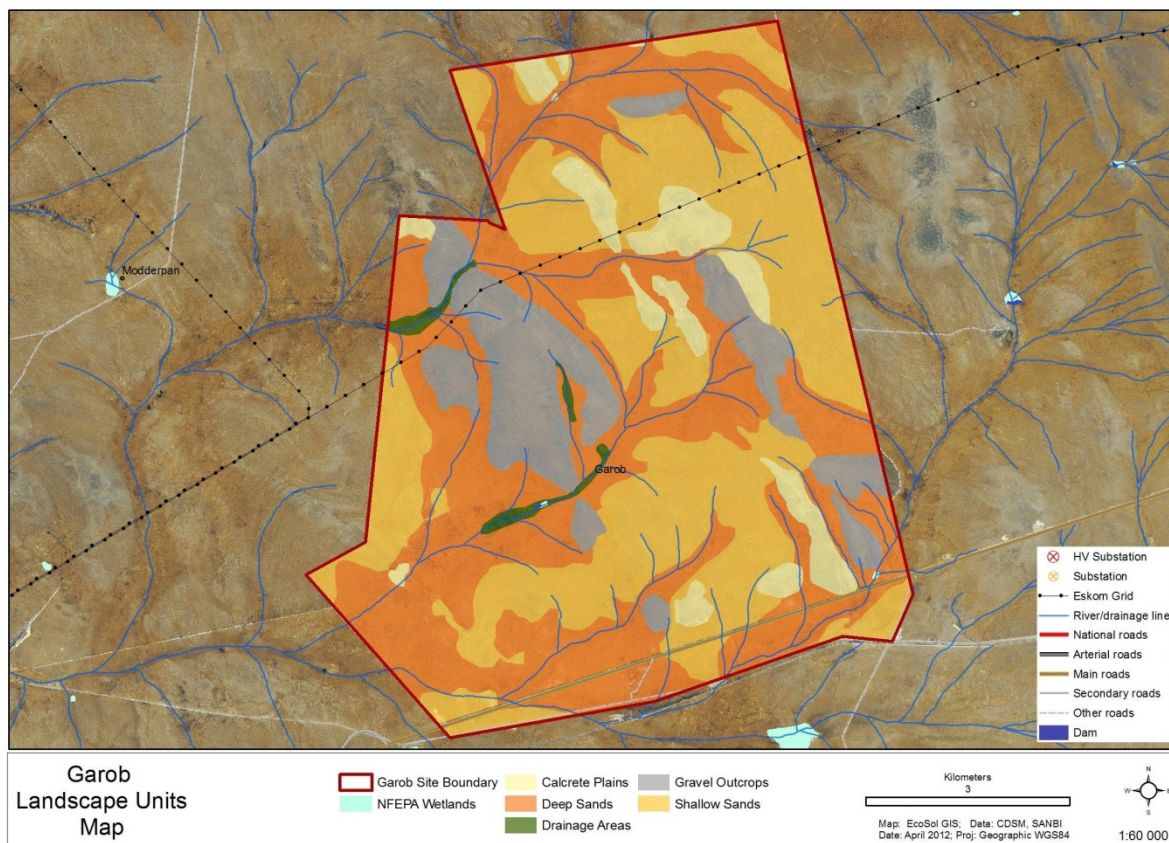 Modderpan
Garob
HV Substation
Substation
Eskom Grid
River/drainage line
National roads
Arterial roads
Main roads
Secondary roads
Other roads
Dam
Garob
Landscape Units
Map
Garob Site Boundary
NFEPA Wetlands
Calcrete Plains
Deep Sands
Drainage Areas
Gravel Outcrops
Shallow Sands
Kilometers
3
Map: EcoSol GIS; Data: CDSM, SANBI
Date: April 2012; Proj: Geographic WGS84
N
W E
S
1:60 000